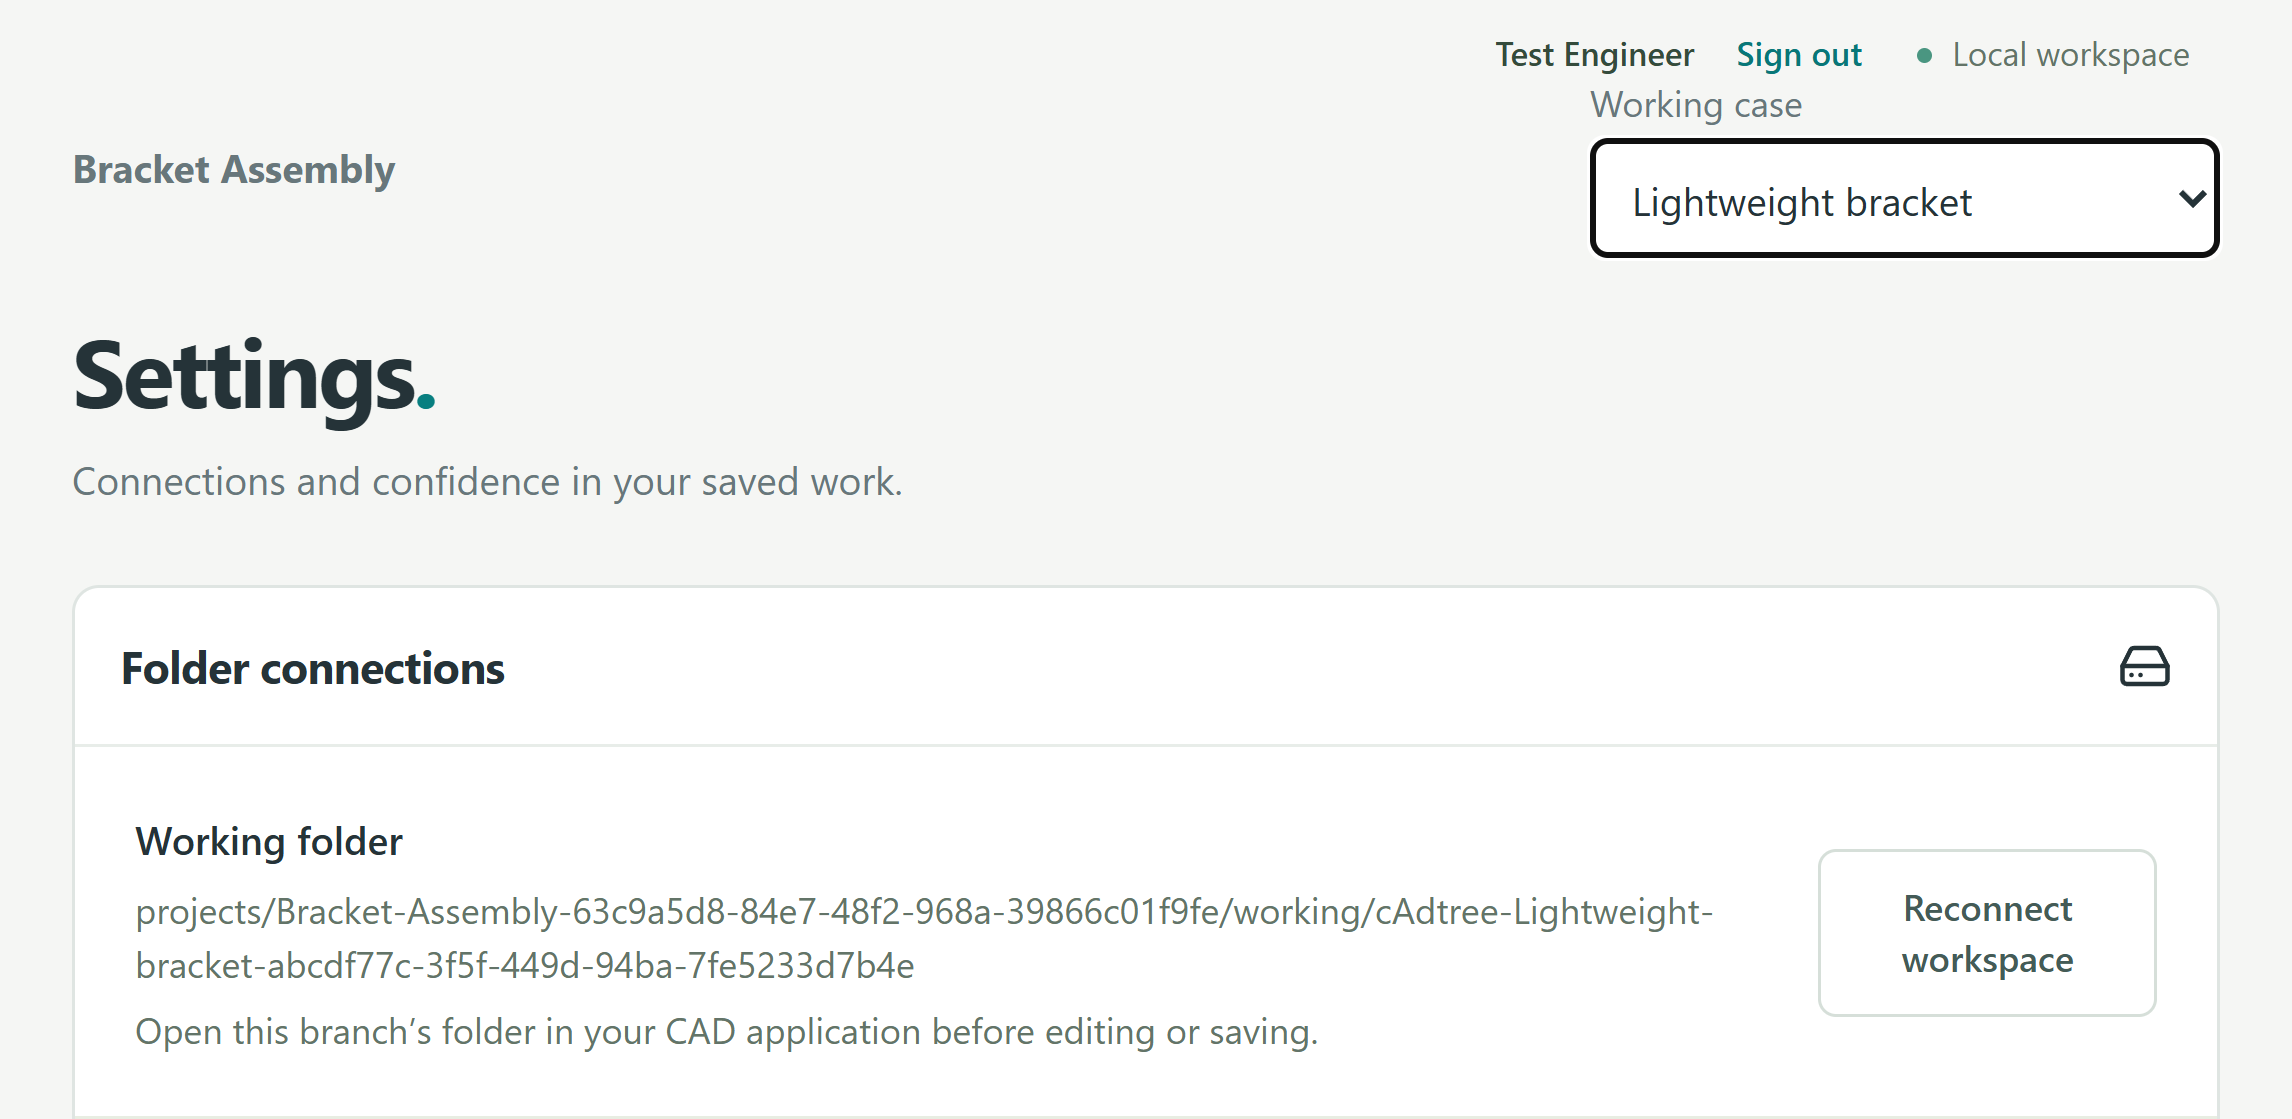 Test Engineer Sign out Local workspace
Working case
Bracket Assembly
Lightweight bracket
Settings.
Connections and confidence in your saved work.
Folder connections
Working folder
projects/Bracket-Assembly-63c9a5d8-84e7-48f2-968a-39866c01f9fe/working/cAdtree-Lightweight-
bracket-abcdf77c-3f5f-449d-94ba-7fe5233d7b4e
Open this branch’s folder in your CAD application before editing or saving.
Reconnect
workspace